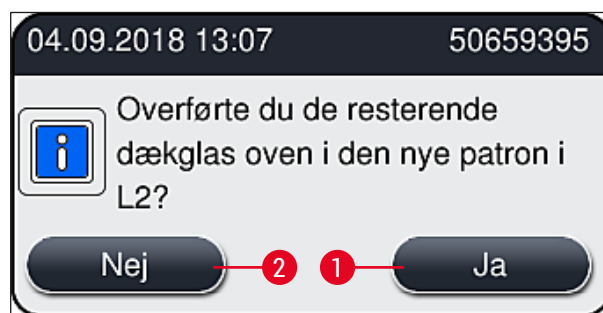 04.09.2018 13:07 50659395
Overførte du de resterende
dækglas oven i den nye patron i
L2?
Nej 2 1 Ja